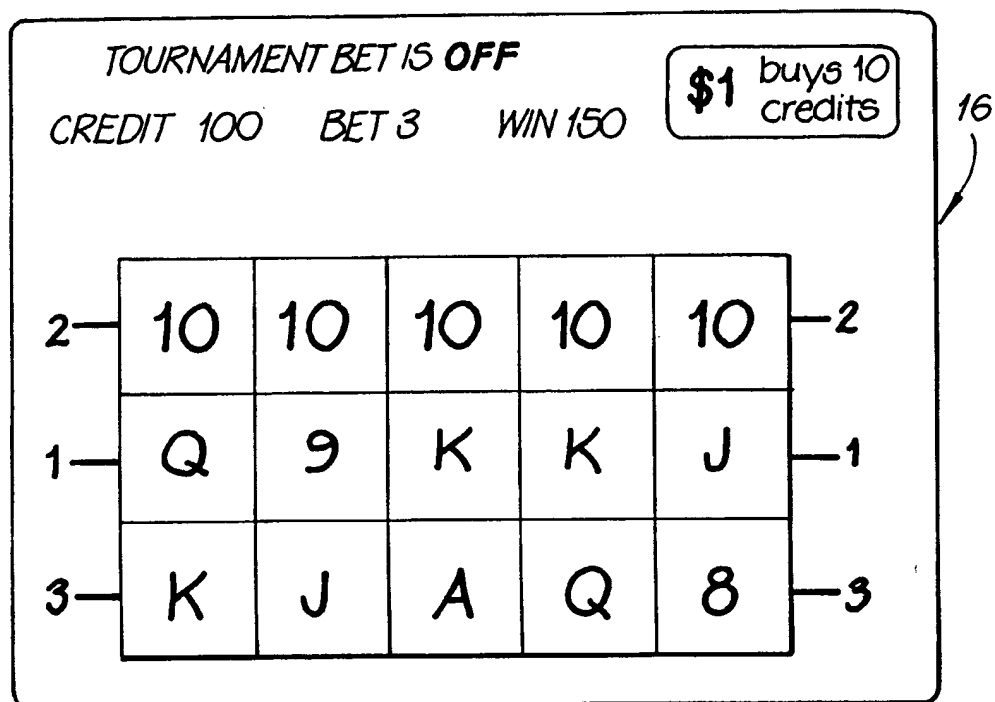 TOURNAMENT BET IS OFF
$1 buys 10
credits
CREDIT 100 BET 3 WIN 150
16
2 10 10 10 10 10 2
1 Q 9 K K J 1
3 K J A Q 8 3